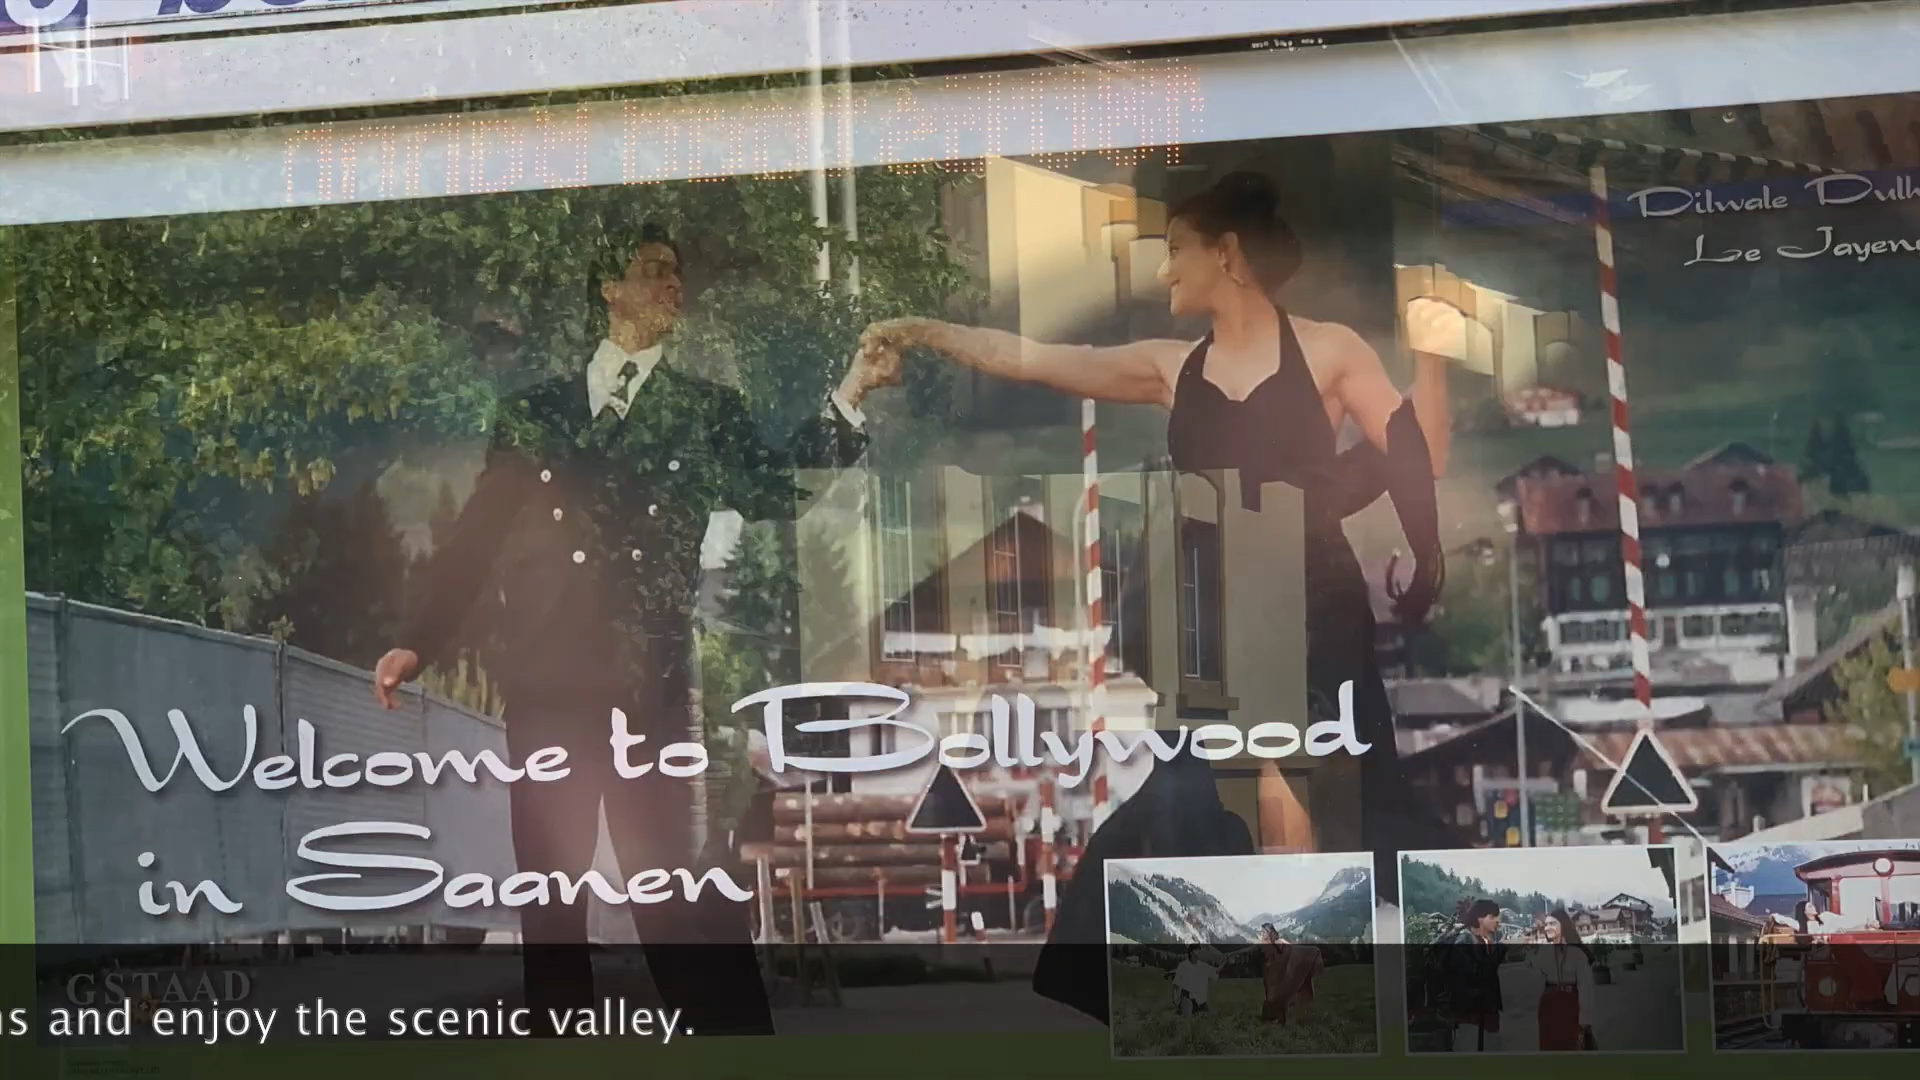 Dilwale Dulh
Le Jayen
Welcome to Bollywood
in Saanen
GSTAAD
ns and enjoy the scenic valley.